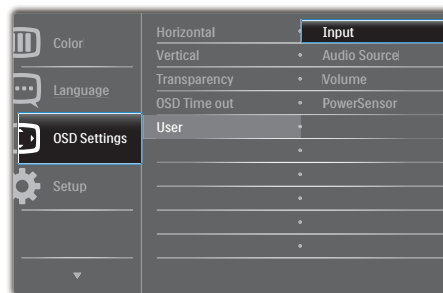 Color
Language
OSD Settings
Setup
Horizontal
Vertical
Transparency
OSD Time out
User
Input
Audio Source
Volume
PowerSensor